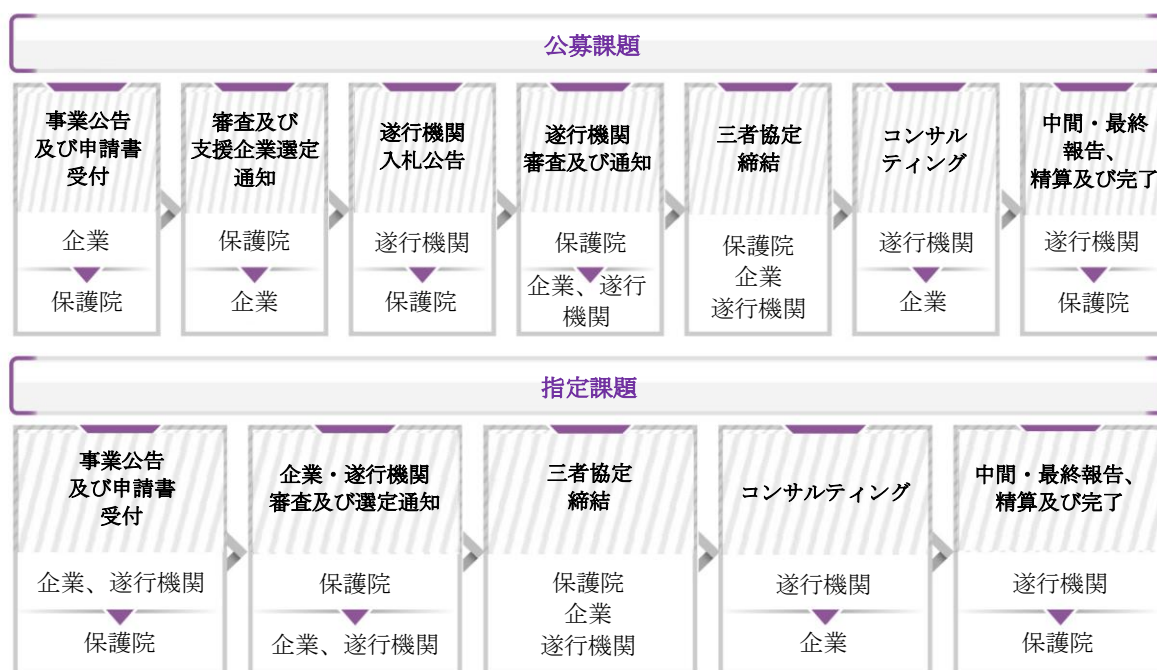 公募課題
事業公告
及び申請書
受付
企業
保護院
審査及び
支援企業選定
通知
保護院
企業
遂行機関
入札公告
遂行機関
保護院
遂行機関
審査及び通知
保護院
企業、遂行
機関
三者協定
締結
保護院
企業
遂行機関
コンサル
ティング
遂行機関
企業
中間・最終
報告、
精算及び完了
遂行機関
保護院
指定課題
事業公告
及び申請書
受付
企業、遂行機関
保護院
企業・遂行機関
審査及び選定通知
保護院
企業、遂行機関
三者協定
締結
保護院
企業
遂行機関
コンサルティング
遂行機関
企業
中間・最終報告、
精算及び完了
遂行機関
保護院